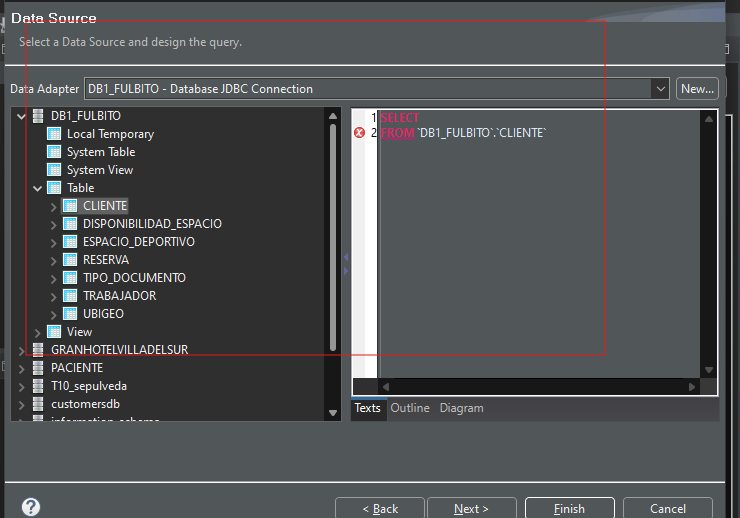 Data Source
Select a Data Source and design the query.
Data Adapter
DB1_FULBITO - Database JDBC Connection
New...
DB1_FULBITO
Local Temporary
System Table
System View
Table
CLIENTE
DISPONIBILIDAD_ESPACIO
ESPACIO_DEPORTIVO
RESERVA
TIPO_DOCUMENTO
TRABAJADOR
UBIGEO
View
GRANHOTELVILLADELSUR
PACIENTE
T10_sepulveda
customersdb
information_schema
1 SELECT
2 FROM `DB1_FULBITO`.`CLIENTE`
Texts Outline Diagram
?
< Back
Next >
Finish
Cancel